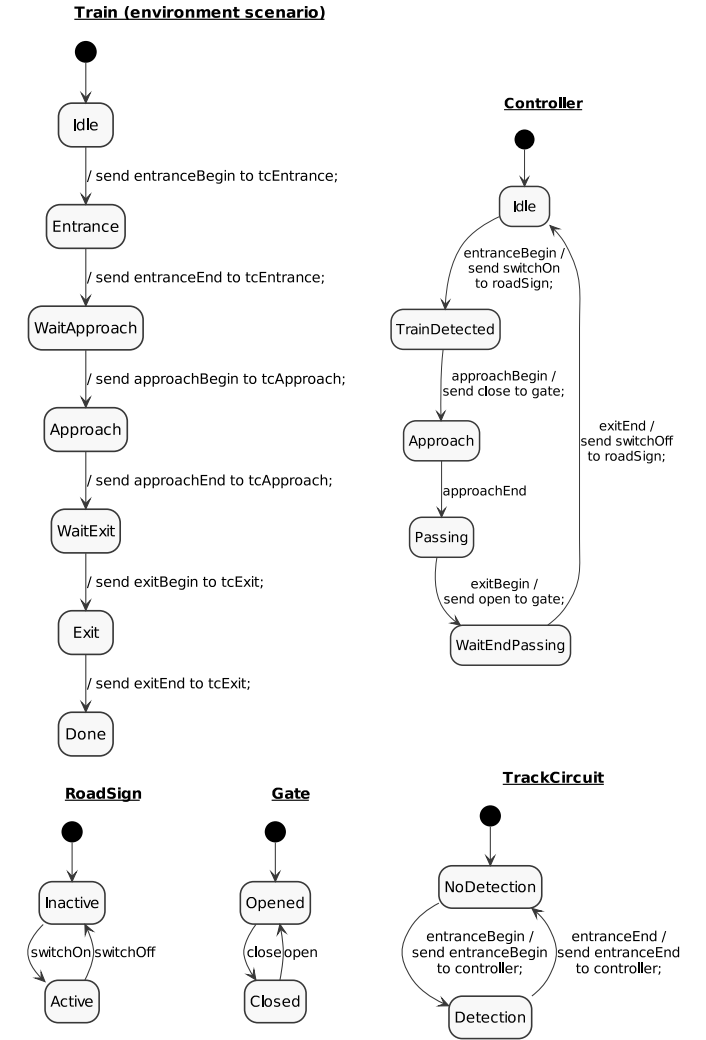 Train (environment scenario)
Idle
/ send entranceBegin to tcEntrance;
Entrance
/ send entranceEnd to tcEntrance;
WaitApproach
/ send approachBegin to tcApproach;
Approach
/ send approachEnd to tcApproach;
WaitExit
/ send exitBegin to tcExit;
Exit
/ send exitEnd to tcExit;
Done
Controller
Idle
entranceBegin /
send switchOn
to roadSign;
TrainDetected
approachBegin /
send close to gate;
Approach
approachEnd
Passing
exitBegin /
send open to gate;
WaitEndPassing
exitEnd /
send switchOff
to roadSign;
RoadSign
Inactive
switchOn
switchOff
Active
Gate
Opened
close
open
Closed
TrackCircuit
NoDetection
entranceBegin /
send entranceBegin
to controller;
entranceEnd /
send entranceEnd
to controller;
Detection